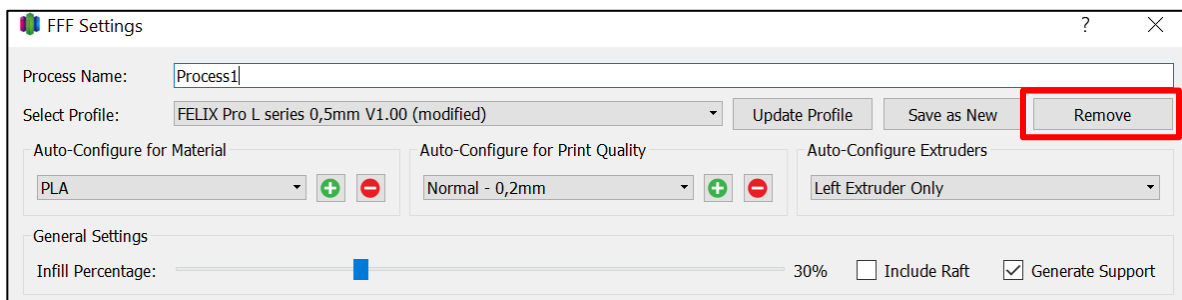 FFF Settings ?
Process Name: Process1
Select Profile: FELIX Pro L series 0,5mm V1.00 (modified) Update Profile Save as New Remove
Auto-Configure for Material Auto-Configure for Print Quality Auto-Configure Extruders
PLA Normal - 0,2mm Left Extruder Only
General Settings
Infill Percentage: 30% Include Raft Generate Support